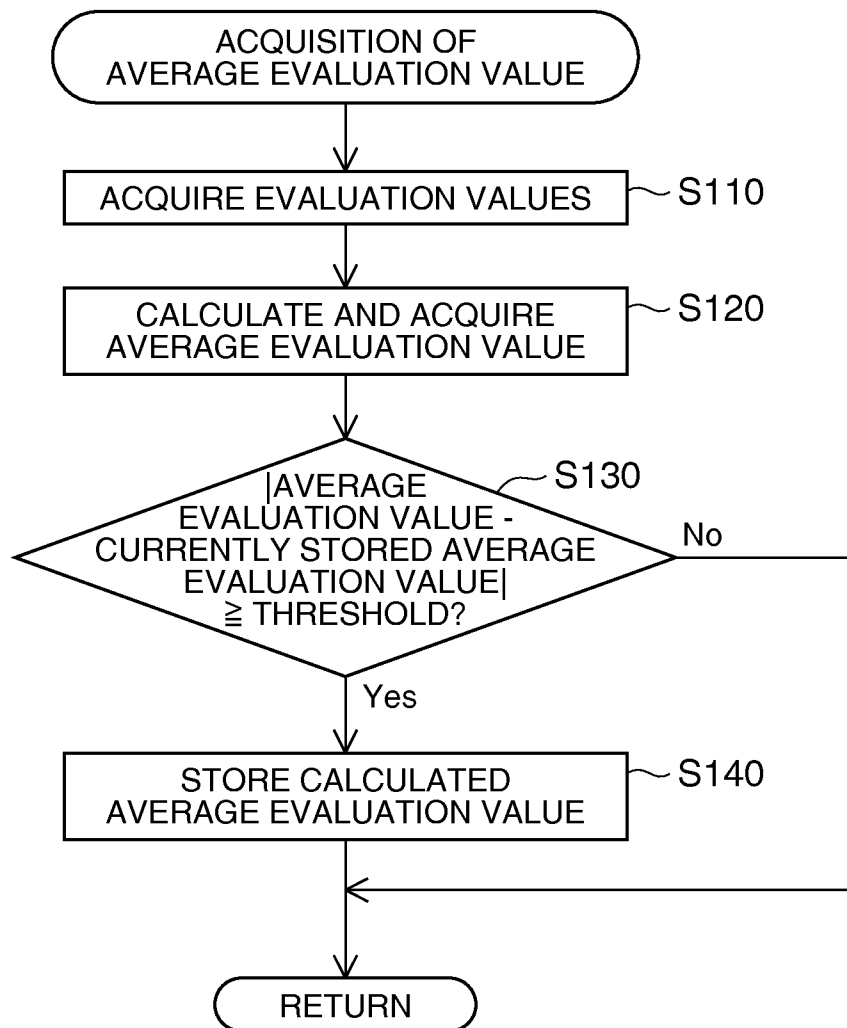 ACQUISITION OF
AVERAGE EVALUATION VALUE
ACQUIRE EVALUATION VALUES
S110
CALCULATE AND ACQUIRE
AVERAGE EVALUATION VALUE
S120
|AVERAGE
EVALUATION VALUE -
CURRENTLY STORED AVERAGE
EVALUATION VALUE|
≧ THRESHOLD?
S130
No
Yes
STORE CALCULATED
AVERAGE EVALUATION VALUE
S140
RETURN